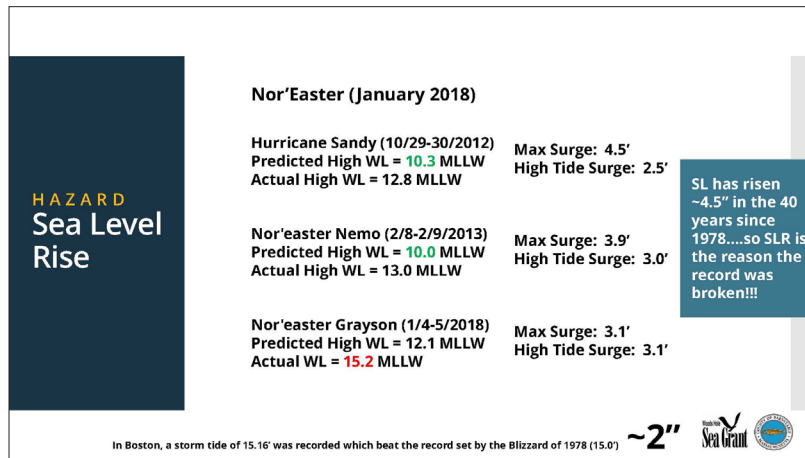 Nor’Easter (January 2018)
Hurricane Sandy (10/29-30/2012)
Predicted High WL = 10.3 MLLW
Actual High WL = 12.8 MLLW
Max Surge: 4.5’
High Tide Surge: 2.5’
HAZARD
Sea Level
Rise
SL has risen
~4.5” in the 40
years since
1978....so SLR is
the reason the
record was
broken!!!
Nor'easter Nemo (2/8-2/9/2013)
Predicted High WL = 10.0 MLLW
Actual High WL = 13.0 MLLW
Max Surge: 3.9’
High Tide Surge: 3.0’
Nor'easter Grayson (1/4-5/2018)
Predicted High WL = 12.1 MLLW
Actual WL = 15.2 MLLW
Max Surge: 3.1’
High Tide Surge: 3.1’
In Boston, a storm tide of 15.16’ was recorded which beat the record set by the Blizzard of 1978 (15.0’)
~2”
Woods Hole
Sea Grant